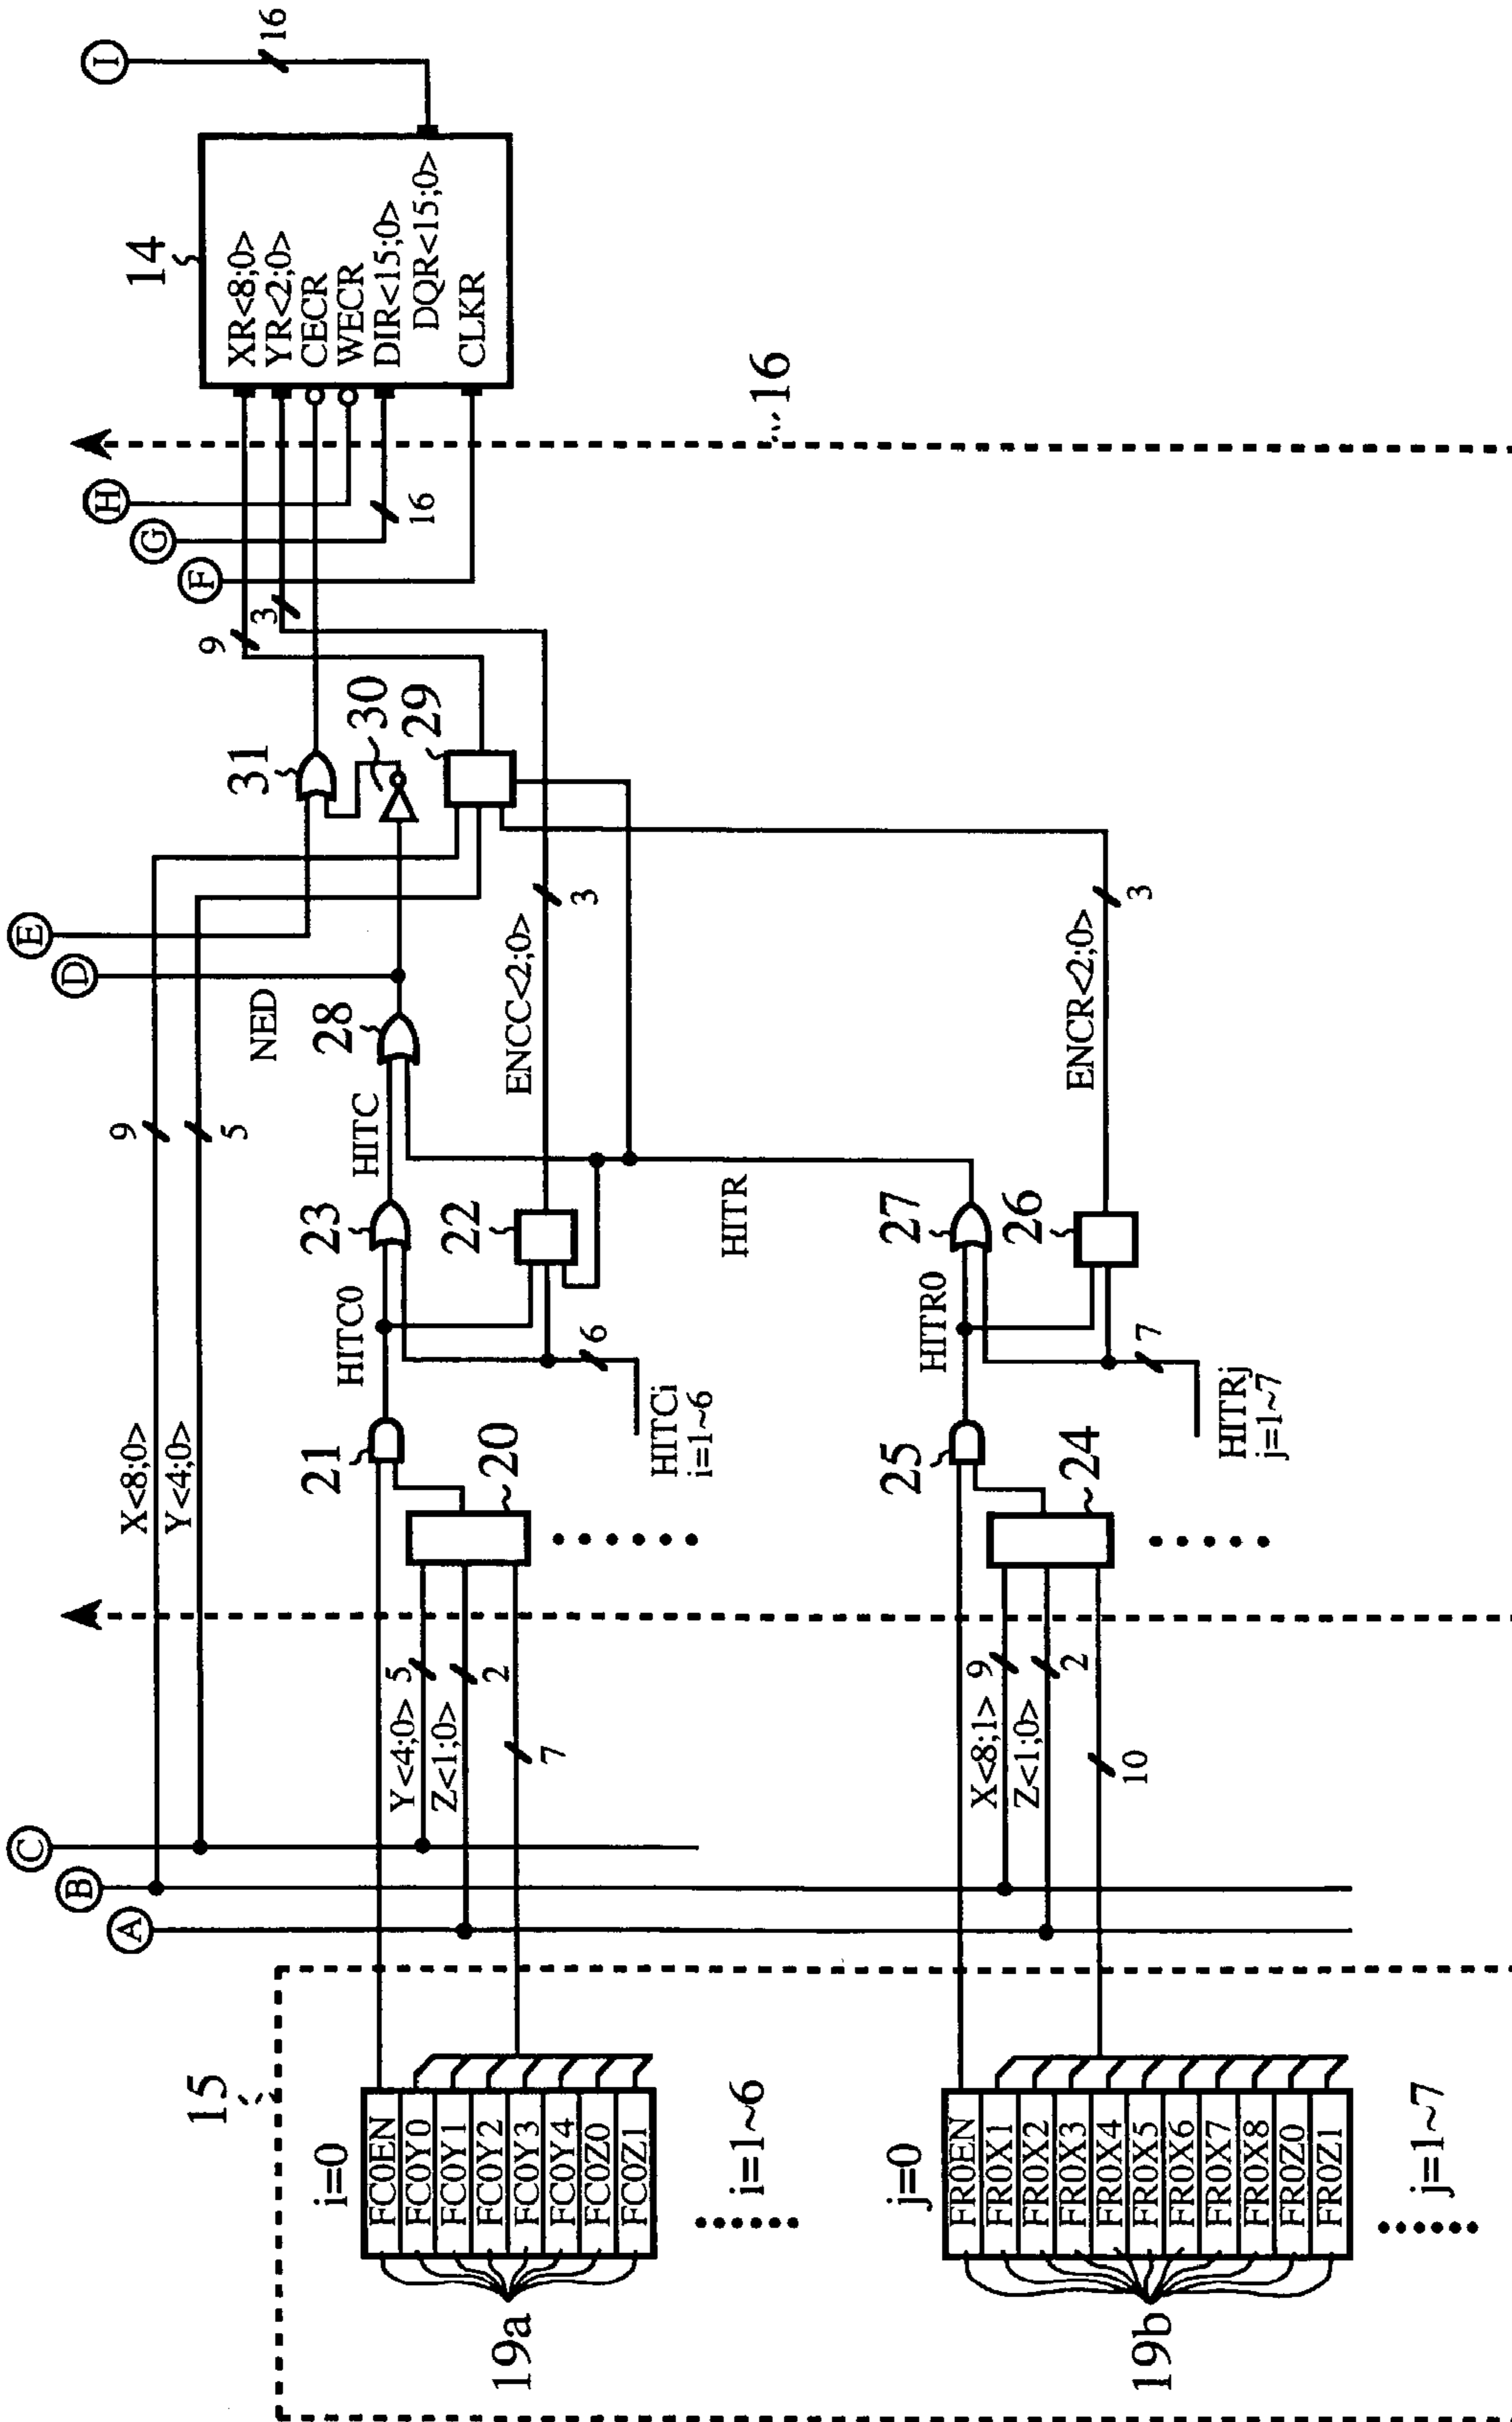 15
i=0
FC0EN
FC0Y0
FC0Y1
FC0Y2
FC0Y3
FC0Y4
FC0Z0
FC0Z1
19a
i=1~6
j=0
FR0EN
FR0X1
FR0X2
FR0X3
FR0X4
FR0X5
FR0X6
FR0X7
FR0X8
FR0Z0
FR0Z1
19b
j=1~7
A
B
C
Y<4;0>
5
Z<1;0>
2
7
X<8;1>
9
Z<1;0>
2
10
X<8;0>
9
Y<4;0>
5
21
20
HITC0
23
22
HITCi
i=1~6
6
25
24
HITR0
27
26
HITRj
j=1~7
7
HITC
HITR
28
NED
D
E
ENCC<2;0>
3
ENCR<2;0>
3
31
30
29
9
3
F
G
H
16
16
14
XR<8;0>
YR<2;0>
CECR
WECR
DIR<15;0>
DQR<15;0>
CLKR
I
16